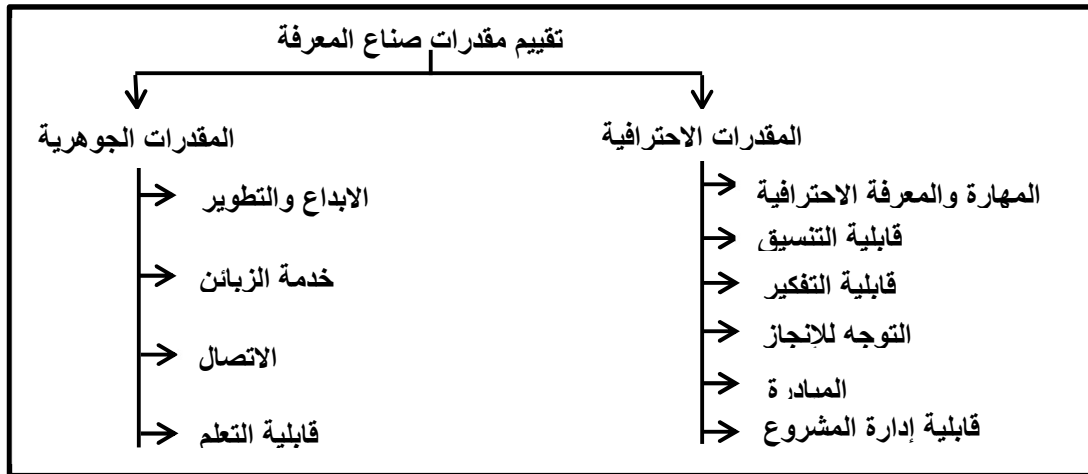 تقييم مقدرات صناع المعرفة
المقدرات الاحترافية
المهارة والمعرفة الاحترافية
قابلية التنسيق
قابلية التفكير
التوجه للإنجاز
المبادرة
قابلية إدارة المشروع
المقدرات الجوهرية
الابداع والتطوير
خدمة الزبائن
الاتصال
قابلية التعلم